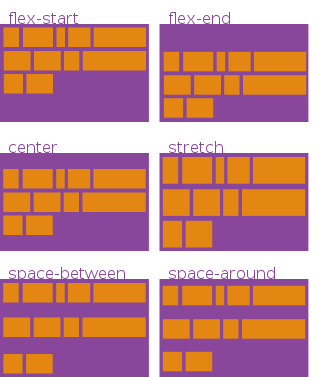 flex-start
flex-end
center
stretch
space-between
space-around